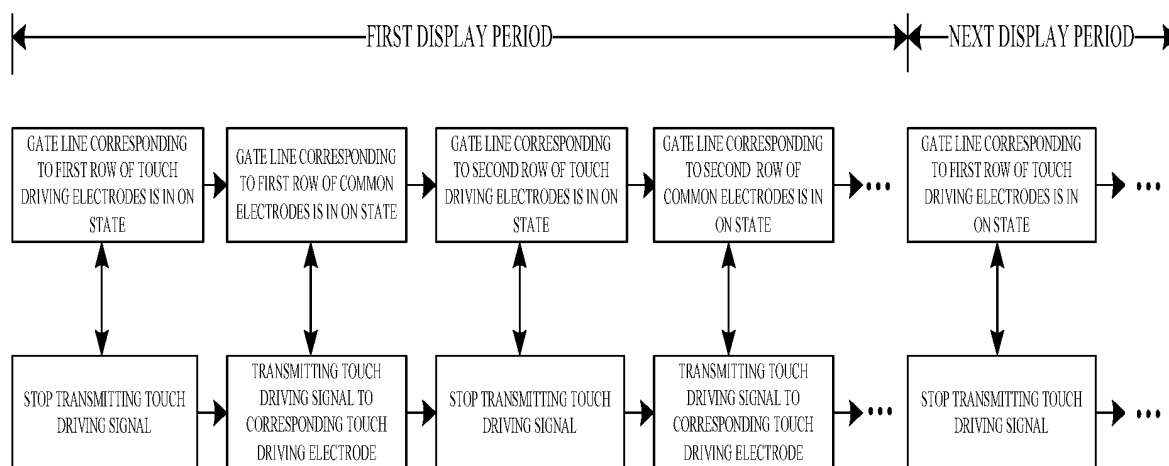 FIRST DISPLAY PERIOD
NEXT DISPLAY PERIOD
GATE LINE CORRESPONDING
TO FIRST ROW OF TOUCH
DRIVING ELECTRODES IS IN ON
STATE
GATE LINE CORRESPONDING
TO FIRST ROW OF COMMON
ELECTRODES IS IN ON STATE
GATE LINE CORRESPONDING
TO SECOND ROW OF TOUCH
DRIVING ELECTRODES IS IN ON
STATE
GATE LINE CORRESPONDING
TO SECOND ROW OF
COMMON ELECTRODES IS IN
ON STATE
•••
GATE LINE CORRESPONDING
TO FIRST ROW OF TOUCH
DRIVING ELECTRODES IS IN
ON STATE
•••
STOP TRANSMITTING TOUCH
DRIVING SIGNAL
TRANSMITTING TOUCH
DRIVING SIGNAL TO
CORRESPONDING TOUCH
DRIVING ELECTRODE
STOP TRANSMITTING TOUCH
DRIVING SIGNAL
TRANSMITTING TOUCH
DRIVING SIGNAL TO
CORRESPONDING TOUCH
DRIVING ELECTRODE
•••
STOP TRANSMITTING TOUCH
DRIVING SIGNAL
•••